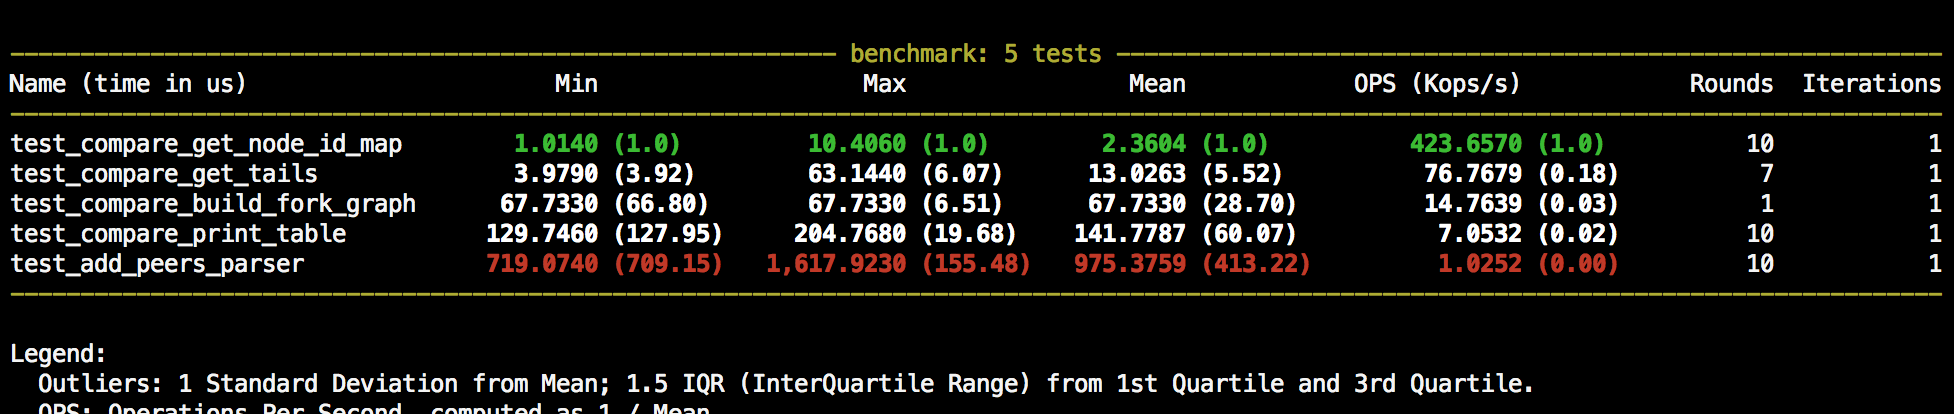 benchmark: 5 tests
Name (time in us) Min Max Mean OPS (Kops/s) Rounds Iterations
test_compare_get_node_id_map 1.0140 (1.0) 10.4060 (1.0) 2.3604 (1.0) 423.6570 (1.0) 10 1
test_compare_get_tails 3.9790 (3.92) 63.1440 (6.07) 13.0263 (5.52) 76.7679 (0.18) 7 1
test_compare_build_fork_graph 67.7330 (66.80) 67.7330 (6.51) 67.7330 (28.70) 14.7639 (0.03) 1 1
test_compare_print_table 129.7460 (127.95) 204.7680 (19.68) 141.7787 (60.07) 7.0532 (0.02) 10 1
test_add_peers_parser 719.0740 (709.15) 1,617.9230 (155.48) 975.3759 (413.22) 1.0252 (0.00) 10 1
Legend:
Outliers: 1 Standard Deviation from Mean; 1.5 IQR (InterQuartile Range) from 1st Quartile and 3rd Quartile.
OPS: Operations Per Second, computed as 1 / Mean